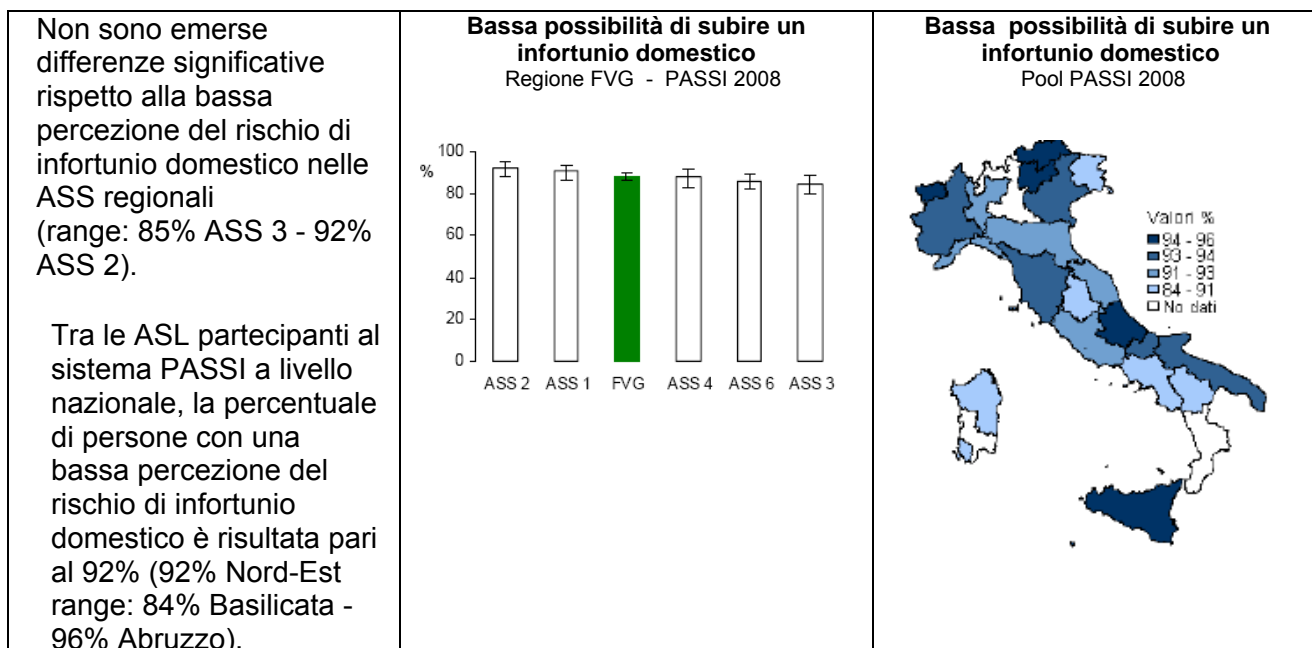 Non sono emerse
differenze significative
rispetto alla bassa
percezione del rischio di
infortunio domestico nelle
ASS regionali
(range: 85% ASS 3 - 92%
ASS 2).
Tra le ASL partecipanti al
sistema PASSI a livello
nazionale, la percentuale
di persone con una
bassa percezione del
rischio di infortunio
domestico è risultata pari
al 92% (92% Nord-Est
range: 84% Basilicata -
96% Abruzzo).
Bassa possibilità di subire un
infortunio domestico
Regione FVG - PASSI 2008
%
100
80
60
40
20
0
ASS 2 ASS 1 FVG ASS 4 ASS 6 ASS 3
Bassa possibilità di subire un
infortunio domestico
Pool PASSI 2008
Valori %
94 - 96
93 - 94
91 - 93
84 - 91
No dati